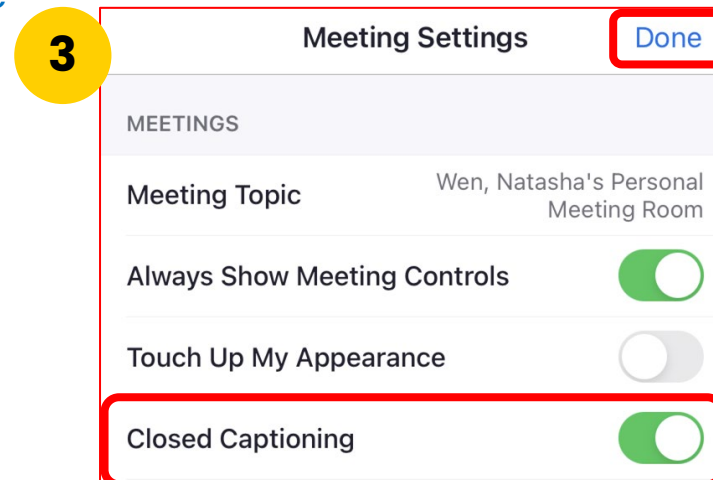 3
Meeting Settings
Done
MEETINGS
Meeting Topic
Wen, Natasha's Personal
Meeting Room
Always Show Meeting Controls
Touch Up My Appearance
Closed Captioning